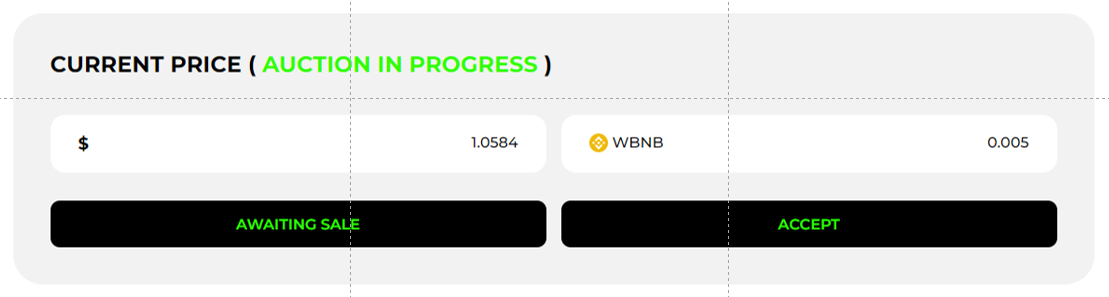 CURRENT PRICE ( AUCTION IN PROGRESS )
$ 1.0584
WBNB 0.005
AWAITING SALE
ACCEPT